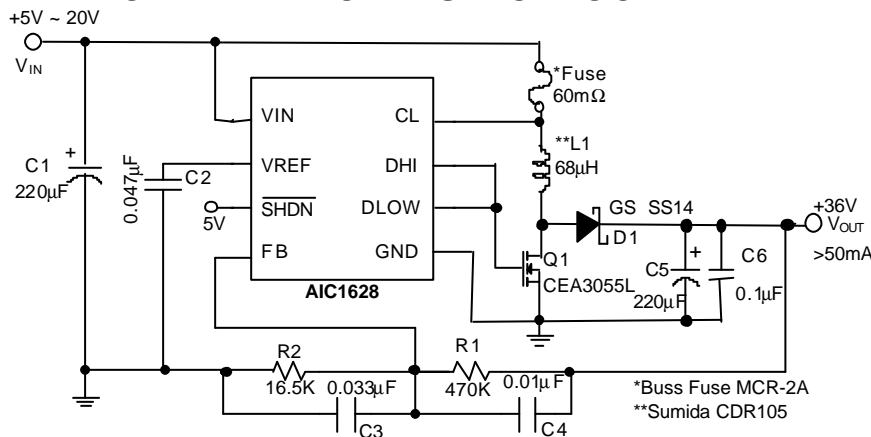 +5V ~ 20V
VIN
*Fuse
60mΩ
VIN
CL
**L1
68μH
C1
+
220μF
0.047μF
C2
VREF
DHI
5V
SHDN
DLOW
GS SS14
D1
+36V
VOUT
>50mA
FB
GND
AIC1628
Q1
CEA3055L
C5
+
220μF
C6
0.1μF
R2
16.5K
0.033μF
C3
R1
470K
0.01μF
C4
*Buss Fuse MCR-2A
**Sumida CDR105